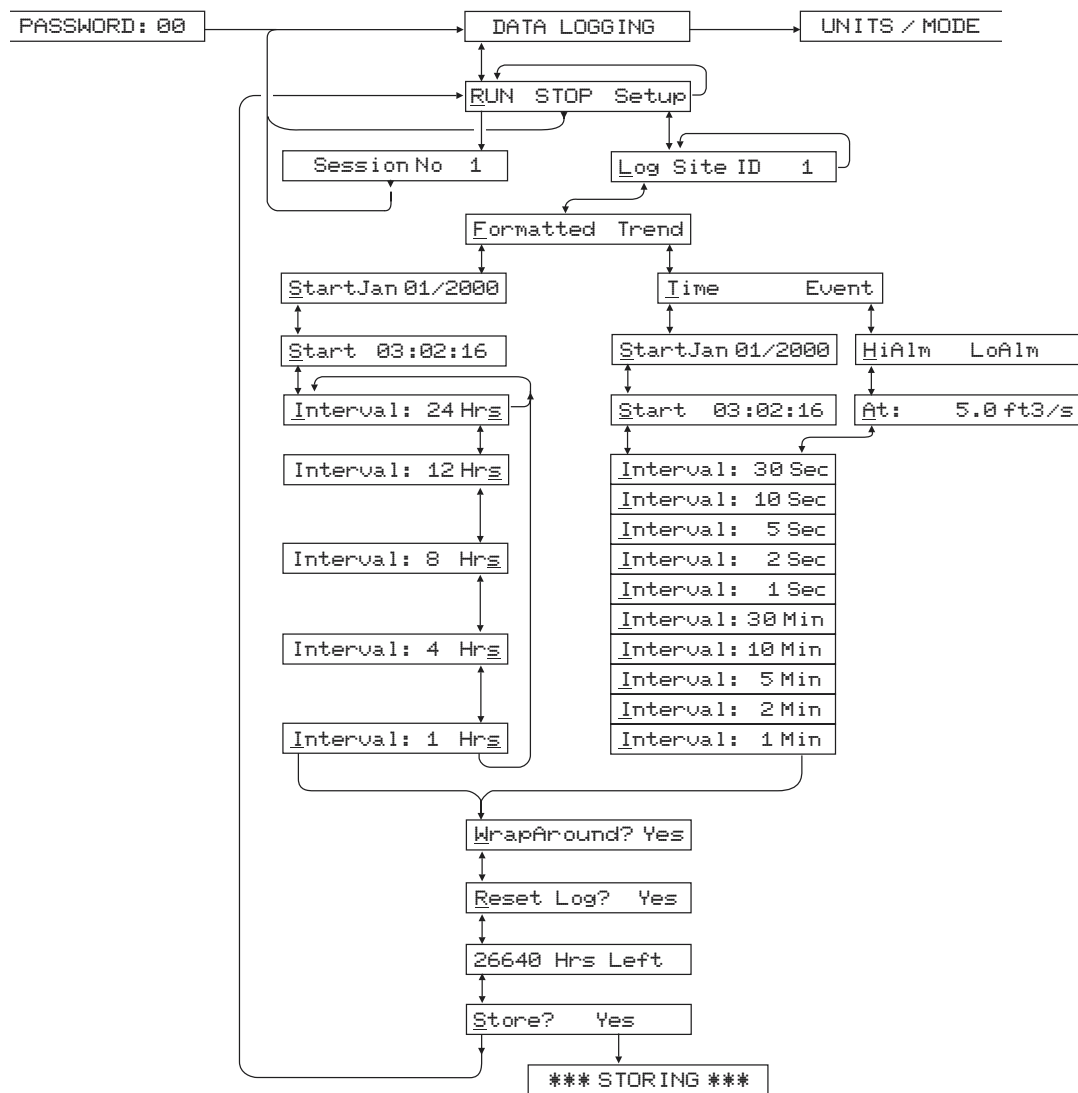 PASSWORD: 00
DATA LOGGING
UNITS / MODE
RUN STOP Setup
Session No 1
Log Site ID 1
Formatted Trend
StartJan 01/2000
Time Event
Start 03:02:16
StartJan 01/2000
HiAlm LoAlm
Interval: 24 Hrs
Start 03:02:16
At: 5.0 ft3/s
Interval: 12 Hrs
Interval: 8 Hrs
Interval: 4 Hrs
Interval: 1 Hrs
Interval: 30 Sec
Interval: 10 Sec
Interval: 5 Sec
Interval: 2 Sec
Interval: 1 Sec
Interval: 30 Min
Interval: 10 Min
Interval: 5 Min
Interval: 2 Min
Interval: 1 Min
WrapAround? Yes
Reset Log? Yes
26640 Hrs Left
Store? Yes
*** STORING ***